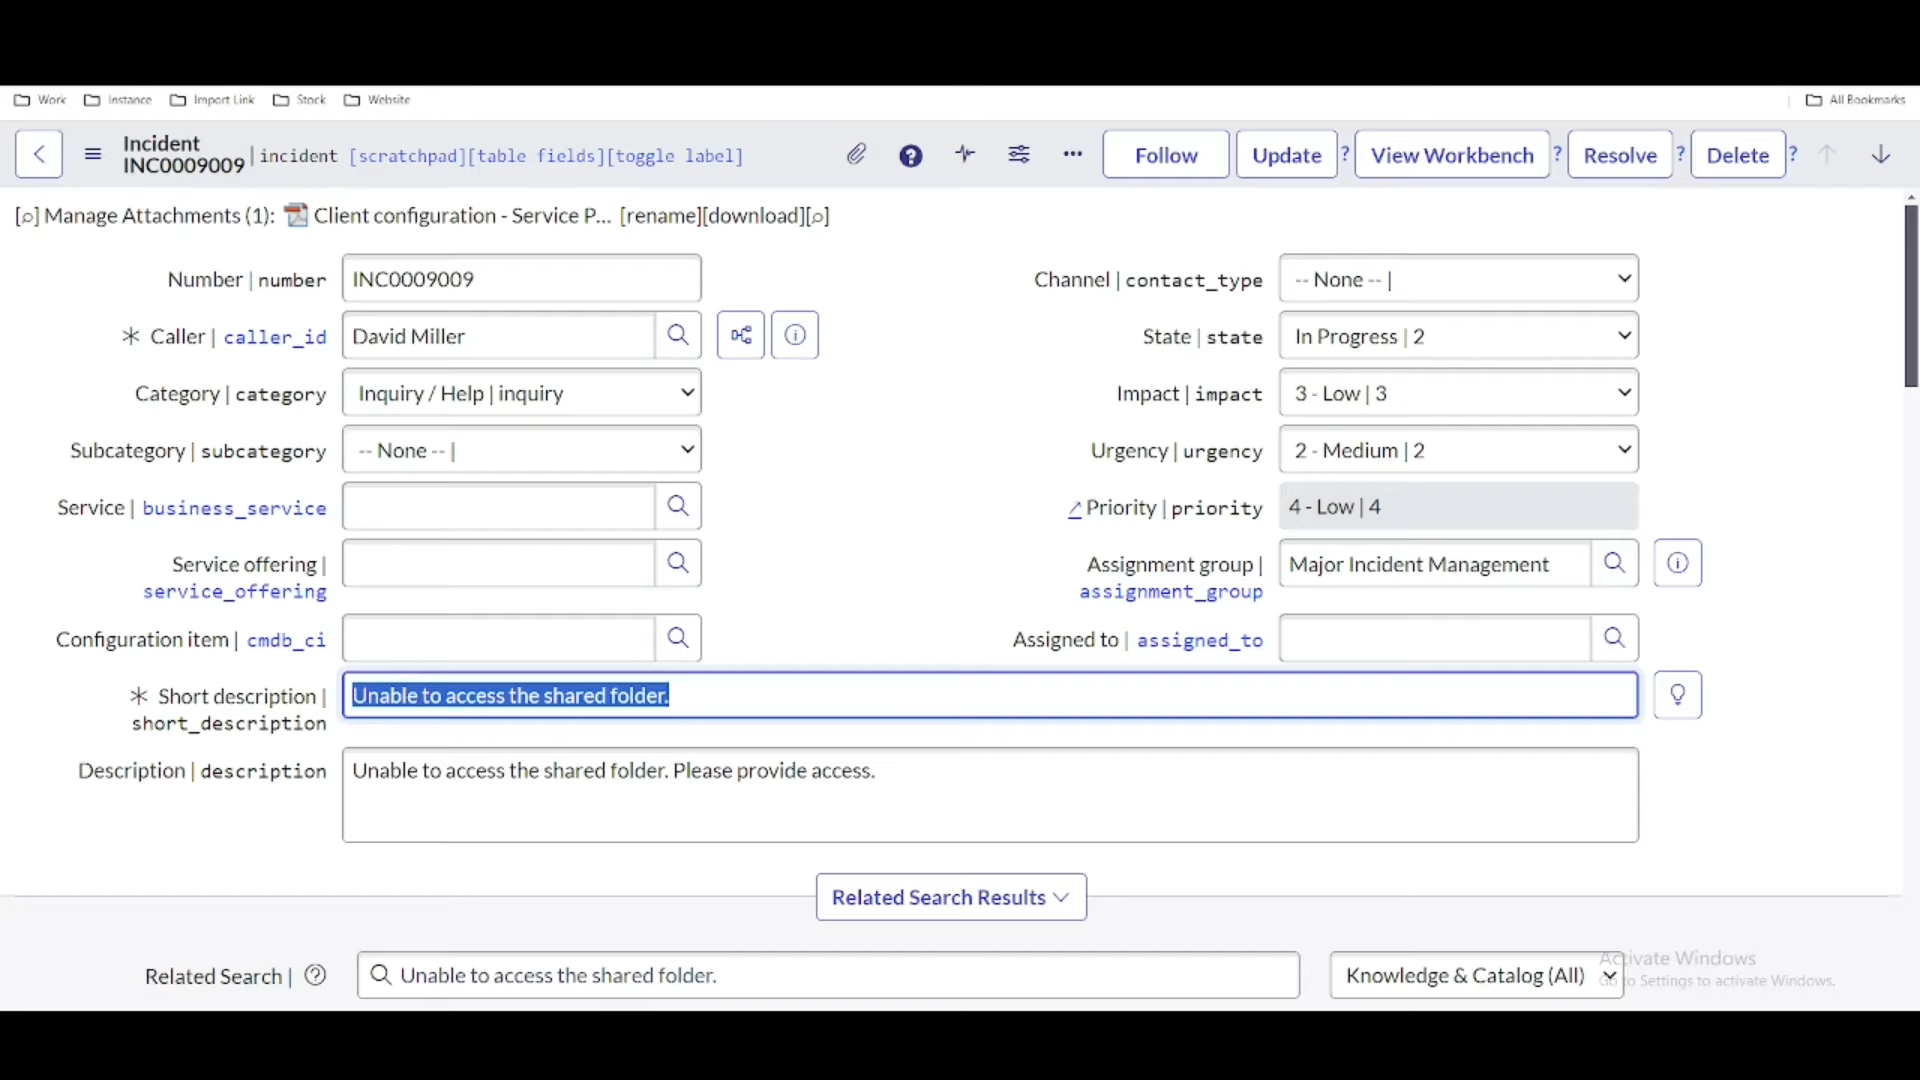 Work Instance Import Link Stock Website All Bookmarks
Incident
INC0009009 | incident [scratchpad][table fields][toggle label] Follow Update ? View Workbench ? Resolve ? Delete ?
Manage Attachments (1): Client configuration - Service P... [rename][download]
Number | number INC0009009
Channel | contact_type -- None -- |
Caller | caller_id David Miller
State | state In Progress | 2
Category | category Inquiry / Help | inquiry
Impact | impact 3 - Low | 3
Subcategory | subcategory -- None -- |
Urgency | urgency 2 - Medium | 2
Service | business_service
Priority | priority 4 - Low | 4
Service offering |
service_offering
Assignment group | Major Incident Management
assignment_group
Configuration item | cmdb_ci
Assigned to | assigned_to
Short description | Unable to access the shared folder.
short_description
Description | description Unable to access the shared folder. Please provide access.
Related Search Results
Related Search | Unable to access the shared folder. Knowledge & Catalog (All)
Activate Windows
Go to Settings to activate Windows.